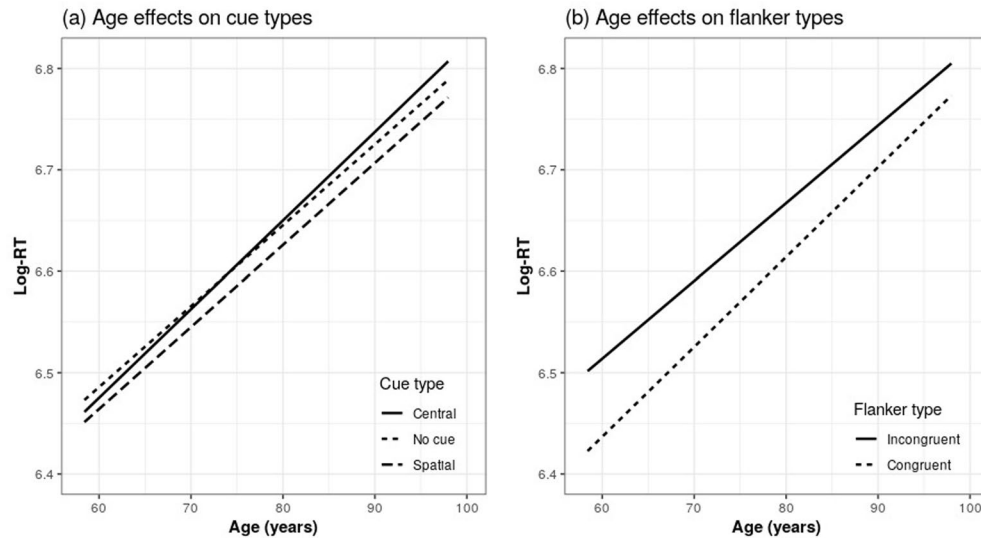 (a) Age effects on cue types
6.8
6.7
6.6
6.5
6.4
Log-RT
Cue type
Central
No cue
Spatial
60 70 80 90 100
Age (years)
(b) Age effects on flanker types
6.8
6.7
6.6
6.5
6.4
Log-RT
Flanker type
Incongruent
Congruent
60 70 80 90 100
Age (years)